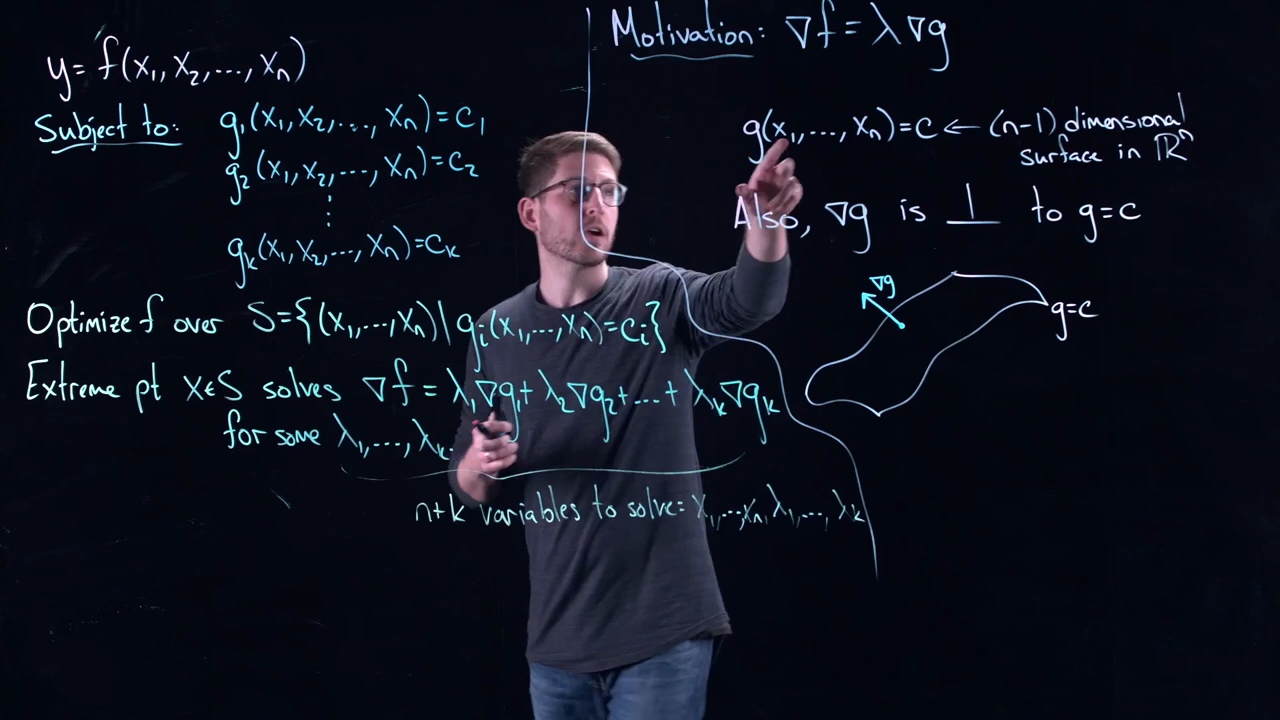 y = f(x₁, x₂, ..., xₙ)
Subject to: g₁(x₁, x₂, ..., xₙ) = c₁
g₂(x₁, x₂, ..., xₙ) = c₂
⋮
gₖ(x₁, x₂, ..., xₙ) = cₖ
Optimize f over S = {(x₁, ..., xₙ) | gᵢ(x₁, ..., xₙ) = cᵢ}
Extreme pt x∈S solves ∇f = λ₁∇g₁ + λ₂∇g₂ + ... + λₖ∇gₖ
for some λ₁, ..., λₖ.
n+k variables to solve: x₁, ..., xₙ, λ₁, ..., λₖ
Motivation: ∇f = λ∇g
g(x₁, ..., xₙ) = c ← (n-1) dimensional
surface in ℝⁿ
Also, ∇g is ⊥ to g=c
∇g
g=c